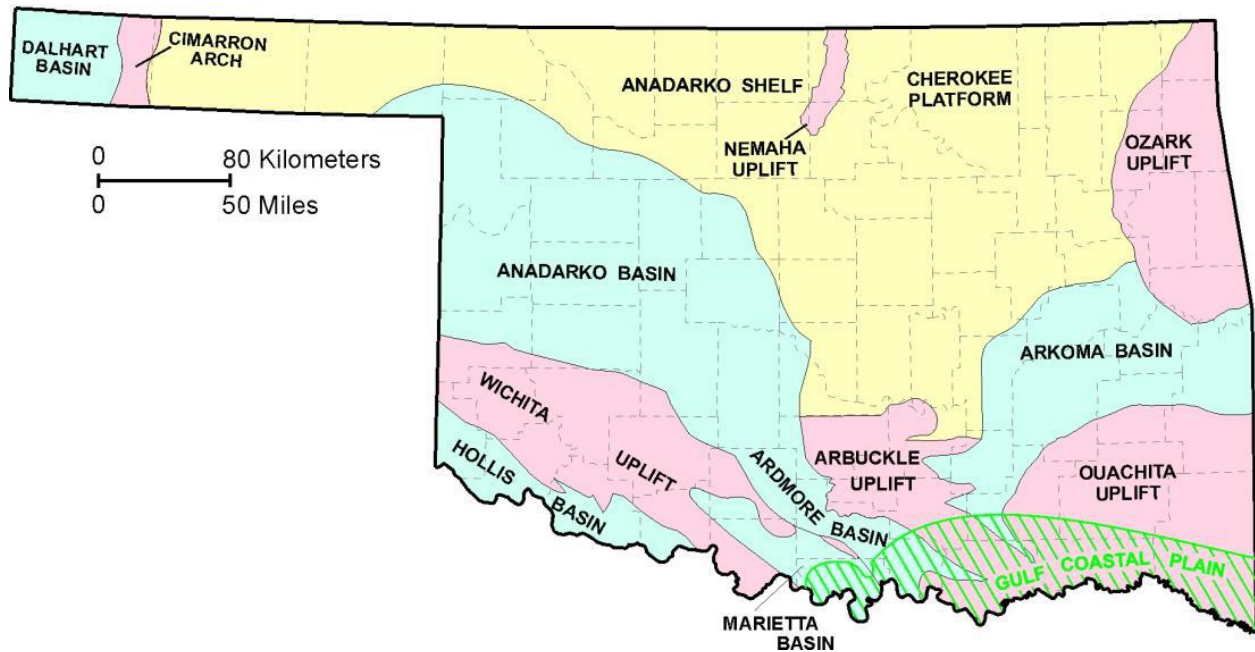 DALHART
BASIN
CIMARRON
ARCH
ANADARKO SHELF
CHEROKEE
PLATFORM
NEMAHA
UPLIFT
OZARK
UPLIFT
0 80 Kilometers
0 50 Miles
ANADARKO BASIN
ARKOMA BASIN
WICHITA
UPLIFT
HOLLIS
BASIN
ARDMORE BASIN
ARBUCKLE
UPLIFT
OUACHITA
UPLIFT
GULF COASTAL PLAIN
MARIETTA
BASIN